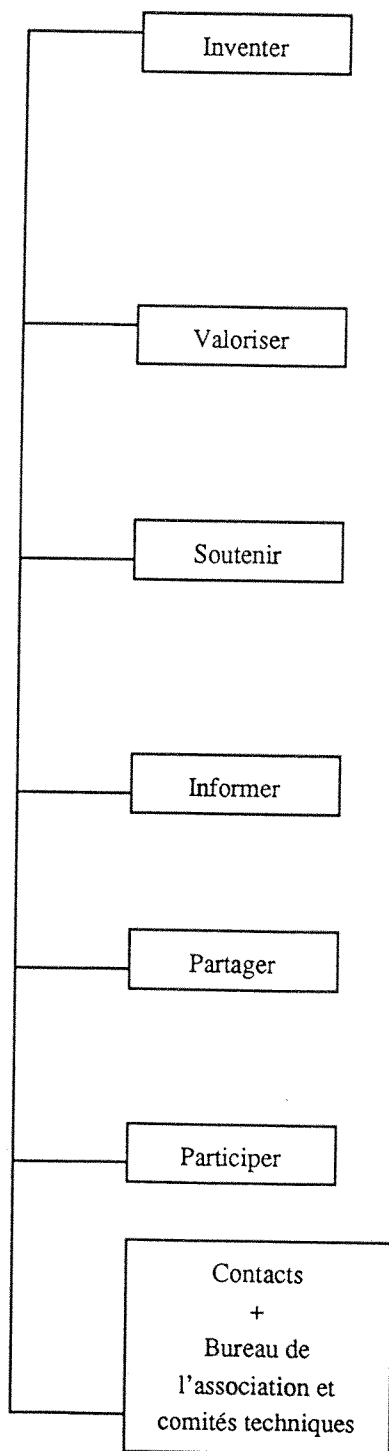 Inventer
Valoriser
Soutenir
Informer
Partager
Participer
Contacts
+
Bureau de
l'association et
comités techniques